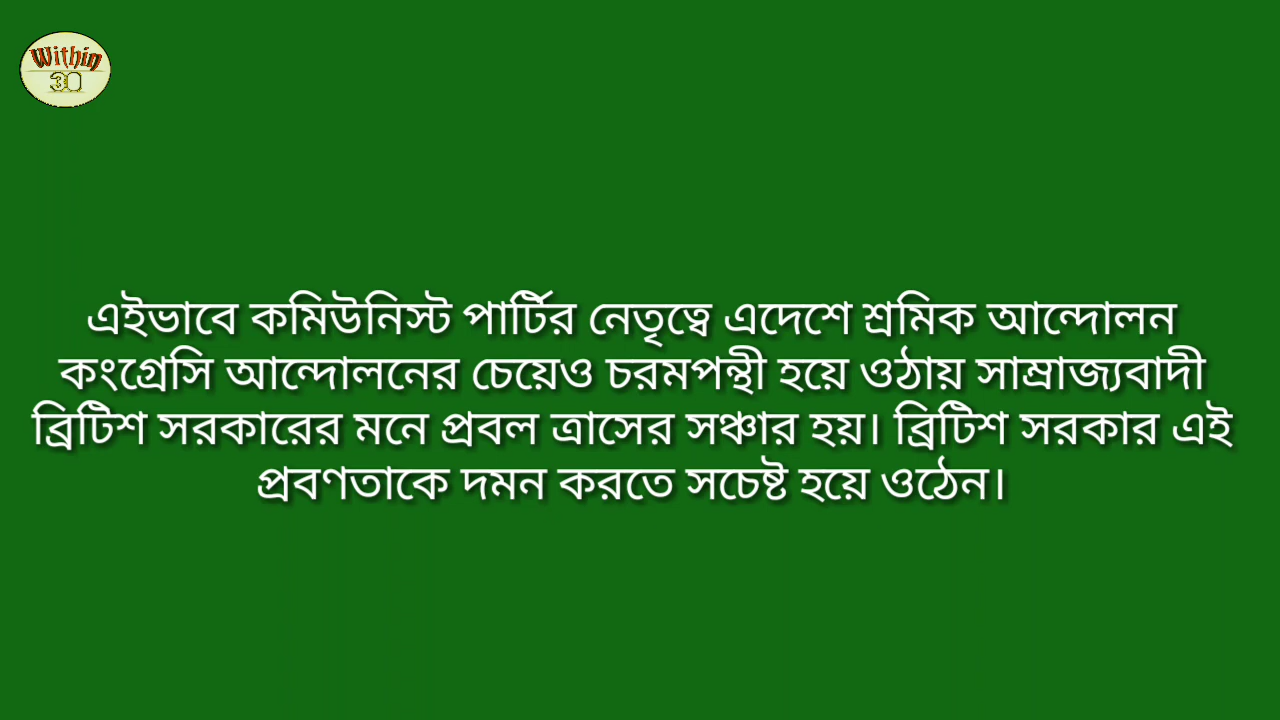 Within
30
এইভাবে কমিউনিস্ট পার্টির নেতৃত্বে এদেশে শ্রমিক আন্দোলন
কংগ্রেসি আন্দোলনের চেয়েও চরমপন্থী হয়ে ওঠায় সাম্রাজ্যবাদী
ব্রিটিশ সরকারের মনে প্রবল ত্রাসের সঞ্চার হয়। ব্রিটিশ সরকার এই
প্রবণতাকে দমন করতে সচেষ্ট হয়ে ওঠেন।